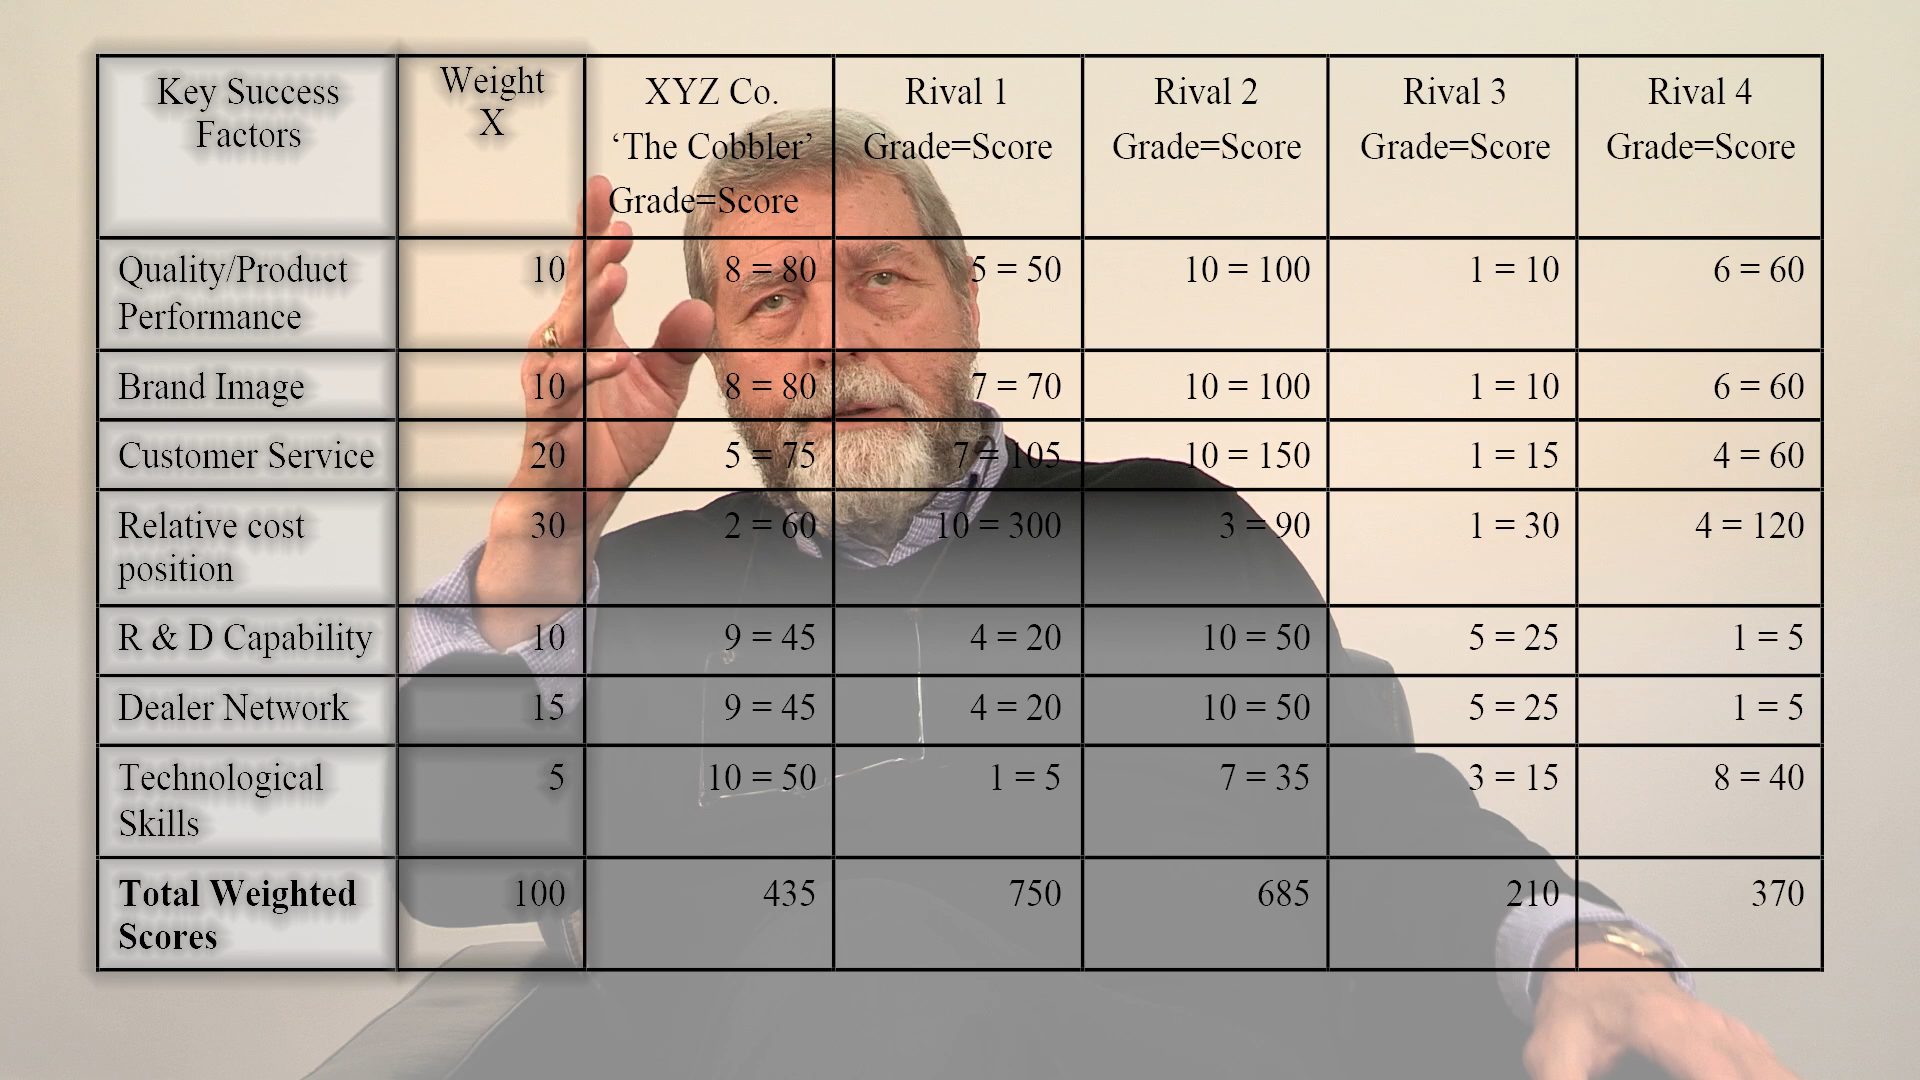 Key Success Factors | Weight X | XYZ Co. ‘The Cobbler’ Grade=Score | Rival 1 Grade=Score | Rival 2 Grade=Score | Rival 3 Grade=Score | Rival 4 Grade=Score
Quality/Product Performance | 10 | 8 = 80 | 5 = 50 | 10 = 100 | 1 = 10 | 6 = 60
Brand Image | 10 | 8 = 80 | 7 = 70 | 10 = 100 | 1 = 10 | 6 = 60
Customer Service | 20 | 5 = 75 | 7 = 105 | 10 = 150 | 1 = 15 | 4 = 60
Relative cost position | 30 | 2 = 60 | 10 = 300 | 3 = 90 | 1 = 30 | 4 = 120
R & D Capability | 10 | 9 = 45 | 4 = 20 | 10 = 50 | 5 = 25 | 1 = 5
Dealer Network | 15 | 9 = 45 | 4 = 20 | 10 = 50 | 5 = 25 | 1 = 5
Technological Skills | 5 | 10 = 50 | 1 = 5 | 7 = 35 | 3 = 15 | 8 = 40
Total Weighted Scores | 100 | 435 | 750 | 685 | 210 | 370